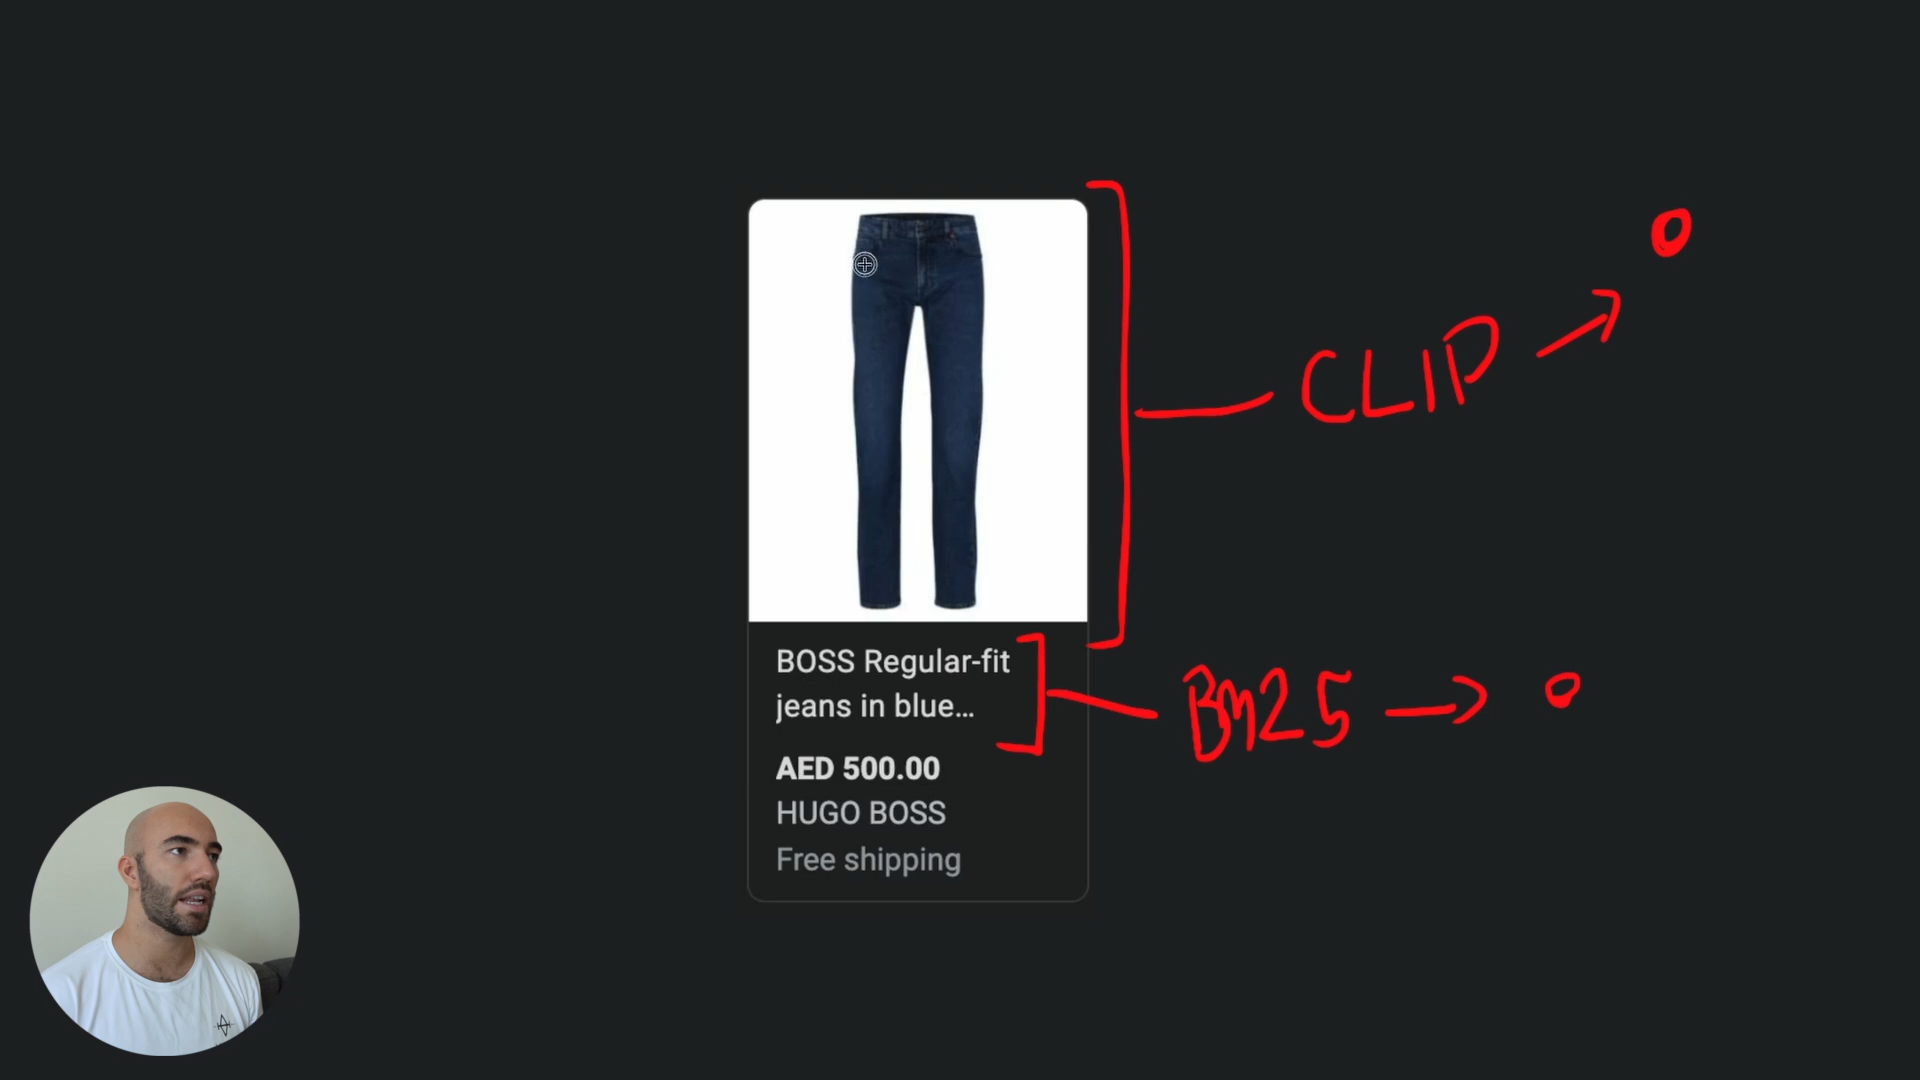 CLIP →
BOSS Regular-fit
jeans in blue...
BM25 →
AED 500.00
HUGO BOSS
Free shipping